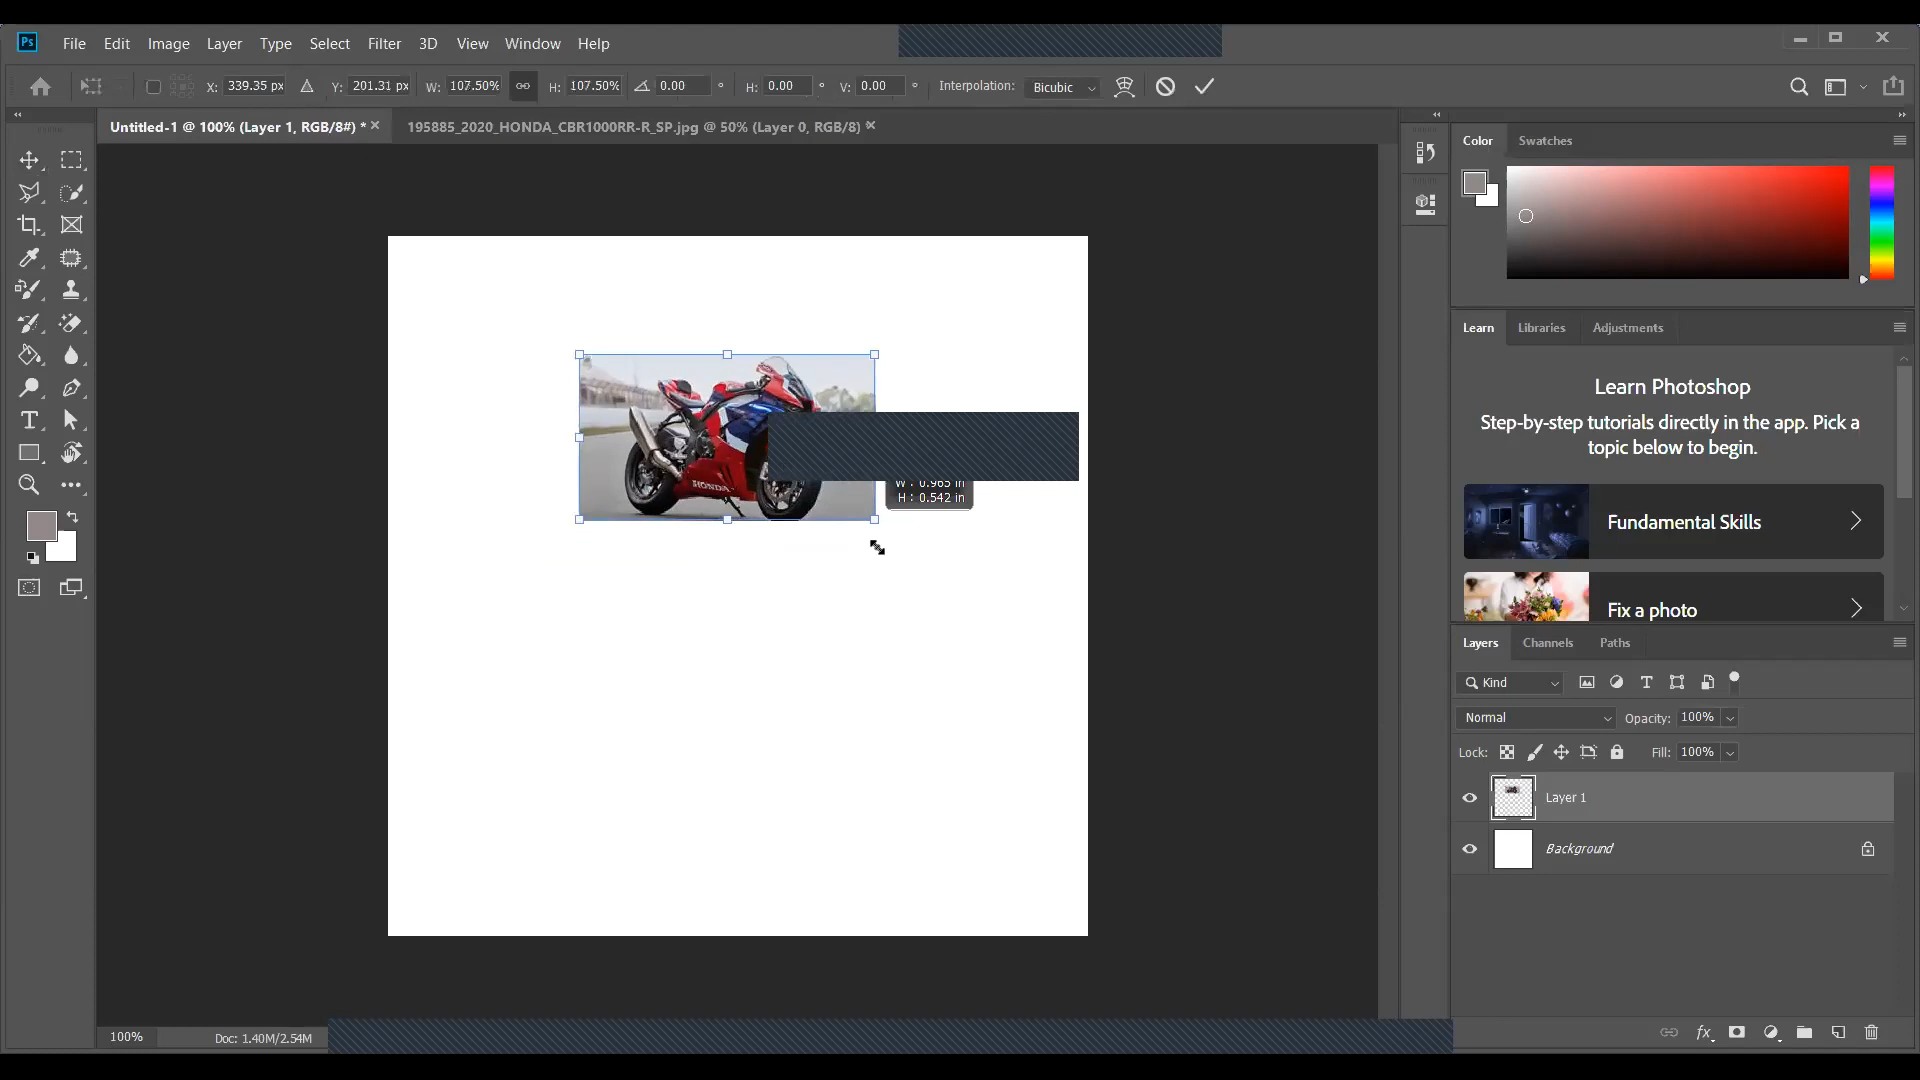 Ps File Edit Image Layer Type Select Filter 3D View Window Help
X: 339.35 px Y: 201.31 px W: 107.50% H: 107.50% 0.00 ° H: 0.00 ° V: 0.00 ° Interpolation: Bicubic
Untitled-1 @ 100% (Layer 1, RGB/8#) * × 195885_2020_HONDA_CBR1000RR-R_SP.jpg @ 50% (Layer 0, RGB/8) ×
Color Swatches
Learn Libraries Adjustments
Learn Photoshop
Step-by-step tutorials directly in the app. Pick a
topic below to begin.
Fundamental Skills
Fix a photo
HONDA
W : 0.965 in
H : 0.542 in
Layers Channels Paths
Kind
Normal Opacity: 100%
Lock: Fill: 100%
Layer 1
Background
100% Doc: 1.40M/2.54M